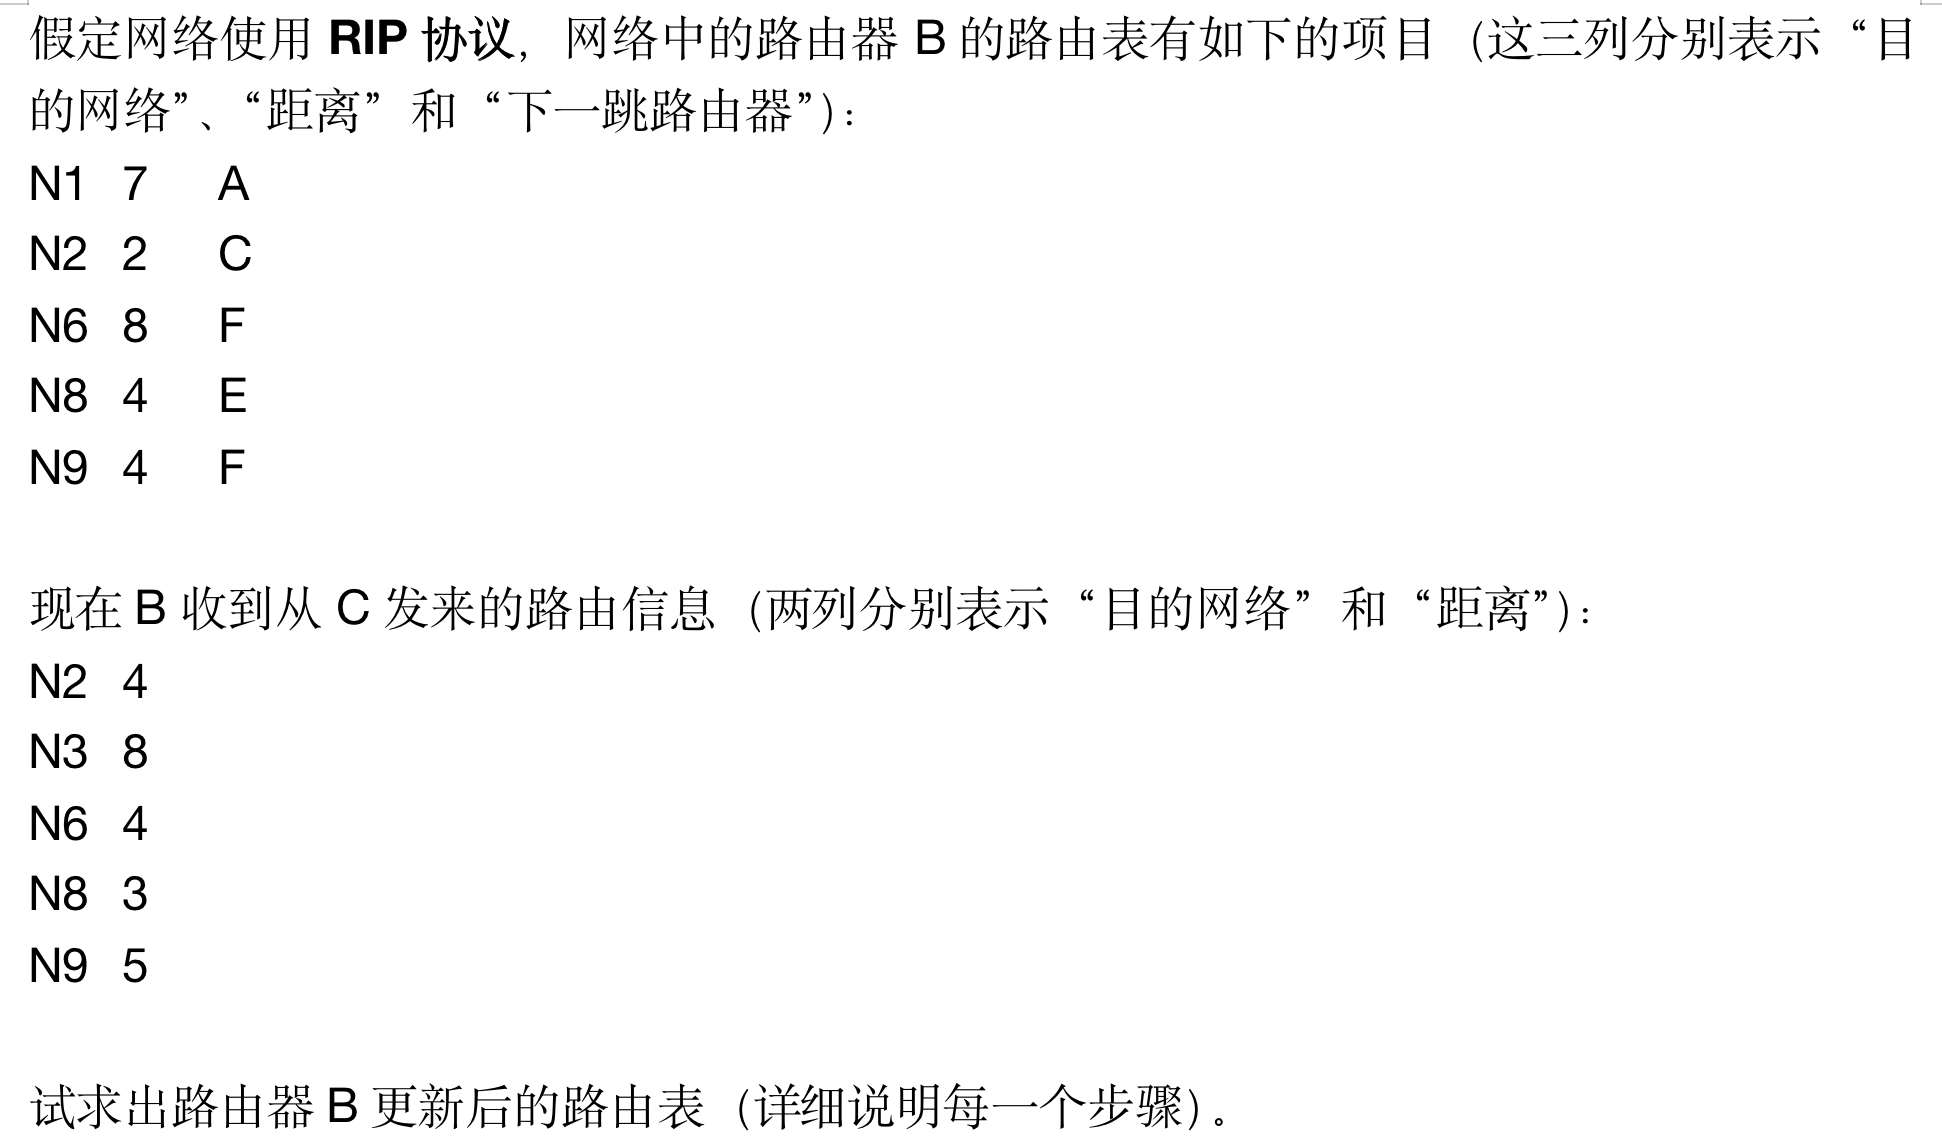 假定网络使用 RIP 协议，网络中的路由器 B 的路由表有如下的项目（这三列分别表示“目
的网络”、“距离”和“下一跳路由器”）：
N1 7 A
N2 2 C
N6 8 F
N8 4 E
N9 4 F
现在 B 收到从 C 发来的路由信息（两列分别表示“目的网络”和“距离”）：
N2 4
N3 8
N6 4
N8 3
N9 5
试求出路由器 B 更新后的路由表（详细说明每一个步骤）。